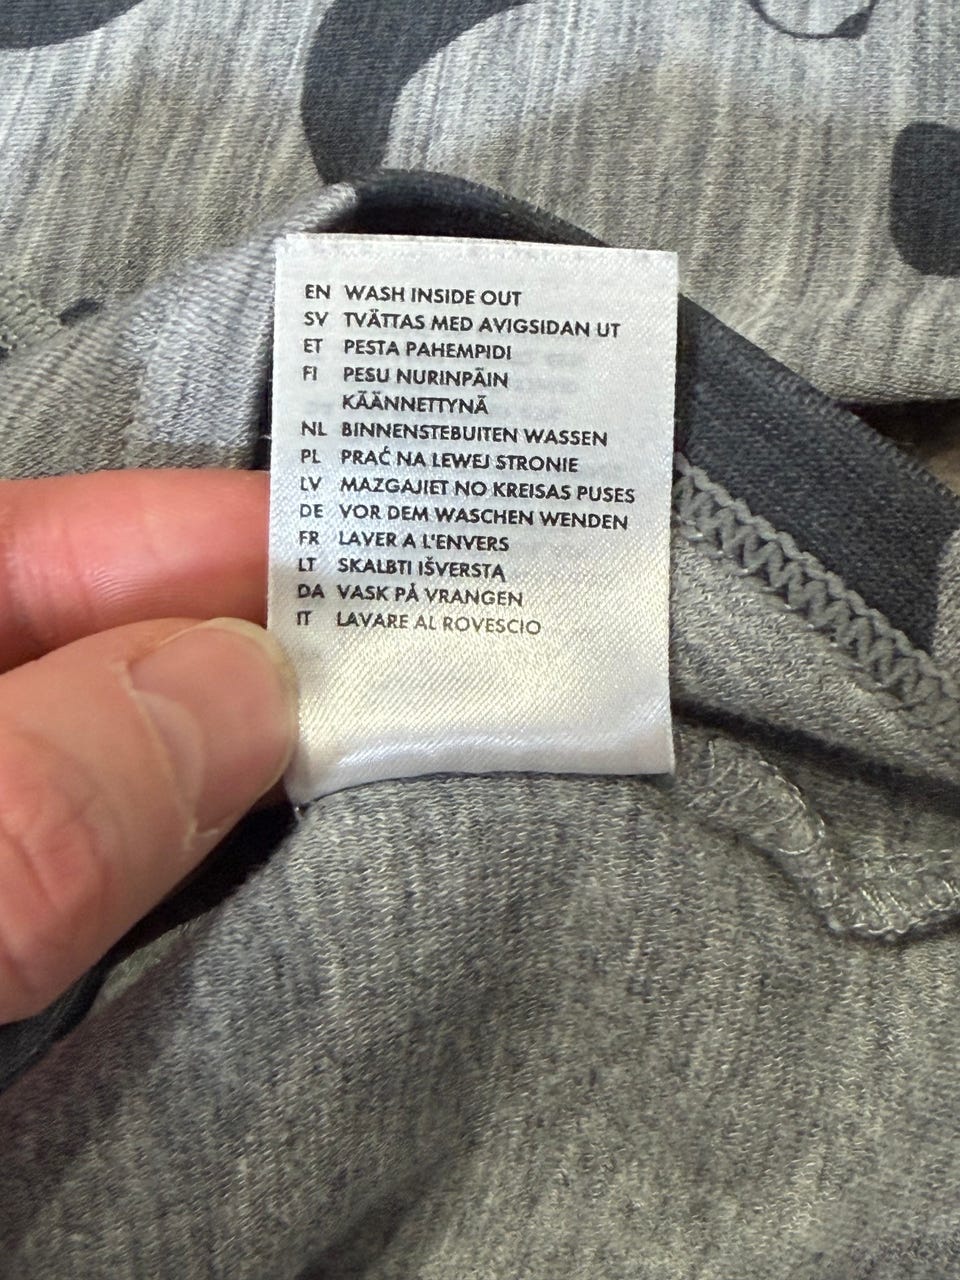 EN WASH INSIDE OUT
SV TVÄTTAS MED AVIGSIDAN UT
ET PESTA PAHEMPIDI
FI PESU NURINPÄIN
KÄÄNNETTYNÄ
NL BINNENSTEBUITEN WASSEN
PL PRAĆ NA LEWEJ STRONIE
LV MAZGAJIET NO KREISAS PUSES
DE VOR DEM WASCHEN WENDEN
FR LAVER A L'ENVERS
LT SKALBTI IŠVERSTA
DA VASK PÅ VRANGEN
IT LAVARE AL ROVESCIO